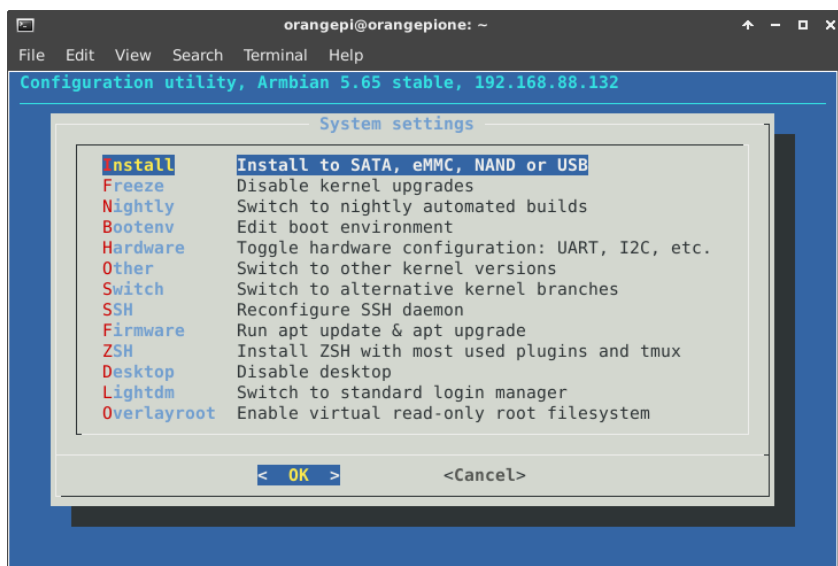 orangepi@orangepione: ~
File Edit View Search Terminal Help
Configuration utility, Armbian 5.65 stable, 192.168.88.132
System settings
Install Install to SATA, eMMC, NAND or USB
Freeze Disable kernel upgrades
Nightly Switch to nightly automated builds
Bootenv Edit boot environment
Hardware Toggle hardware configuration: UART, I2C, etc.
Other Switch to other kernel versions
Switch Switch to alternative kernel branches
SSH Reconfigure SSH daemon
Firmware Run apt update & apt upgrade
ZSH Install ZSH with most used plugins and tmux
Desktop Disable desktop
Lightdm Switch to standard login manager
Overlayroot Enable virtual read-only root filesystem
< OK > <Cancel>